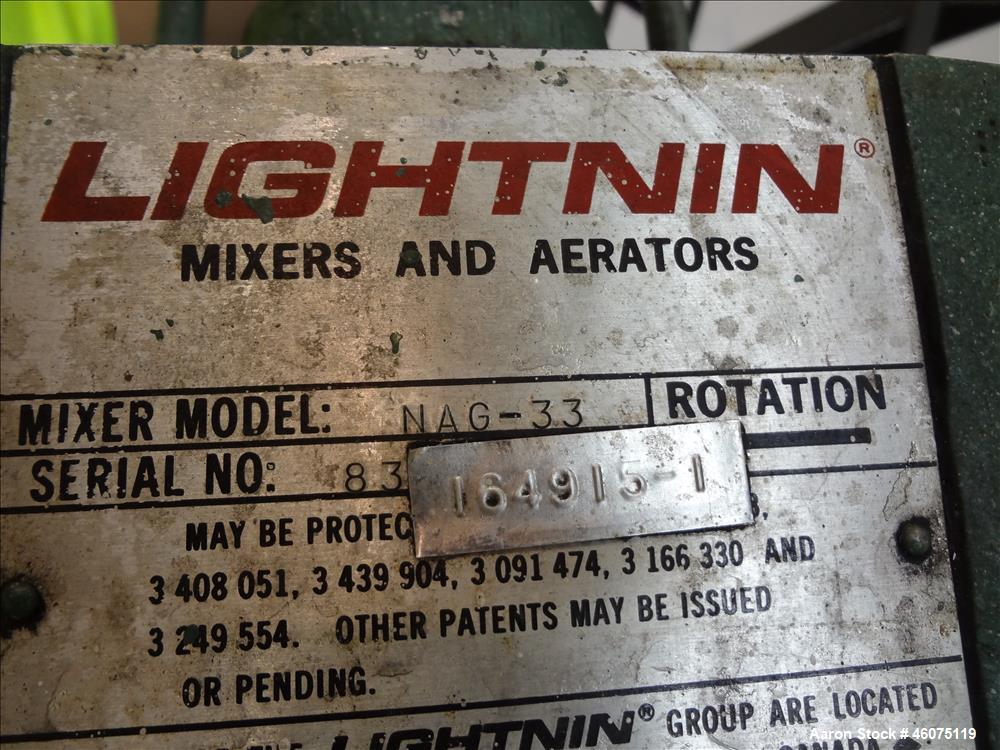 LIGHTNIN®
MIXERS AND AERATORS
MIXER MODEL: NAG-33 ROTATION
SERIAL NO: 83
164915-1
MAY BE PROTEC
3 408 051, 3 439 904, 3 091 474, 3 166 330 AND
3 249 554. OTHER PATENTS MAY BE ISSUED
OR PENDING.
LIGHTNIN® GROUP ARE LOCATED
Aaron Stock # 46075119